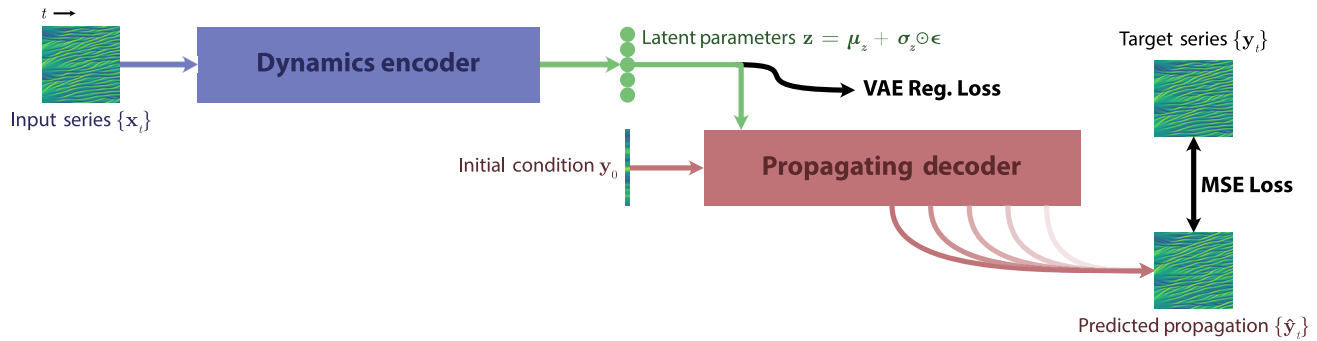 t
Dynamics encoder
Latent parameters z = μ_z + σ_z⊙ϵ
Target series {y_t}
VAE Reg. Loss
Input series {x_t}
Initial condition y_0
Propagating decoder
MSE Loss
Predicted propagation {ŷ_t}